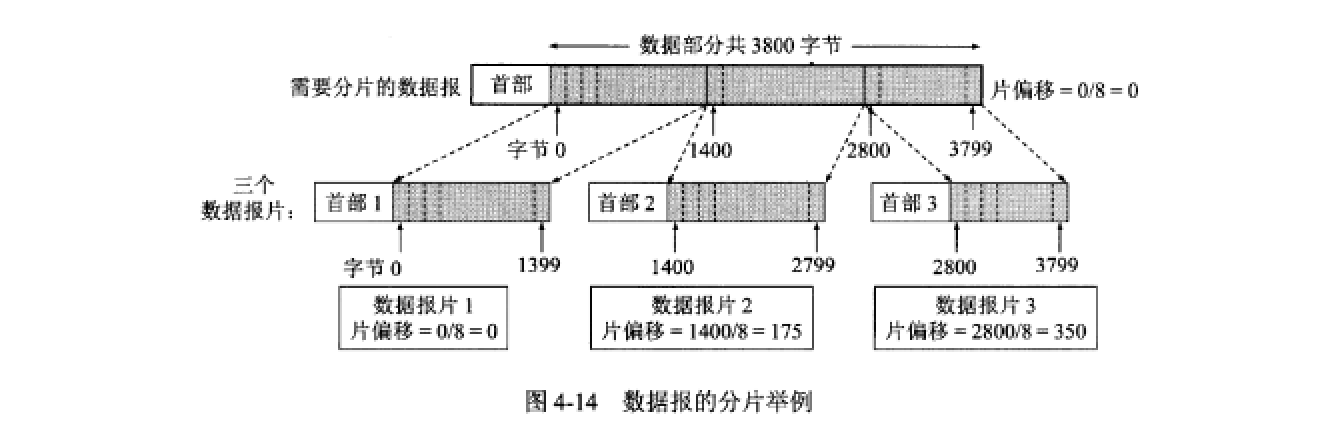 数据部分共 3800 字节
需要分片的数据报
首部
片偏移 = 0/8 = 0
字节 0
1400
2800
3799
三个
数据报片：
首部 1
首部 2
首部 3
字节 0
1399
1400
2799
2800
3799
数据报片 1
片偏移 = 0/8 = 0
数据报片 2
片偏移 = 1400/8 = 175
数据报片 3
片偏移 = 2800/8 = 350
图 4-14 数据报的分片举例